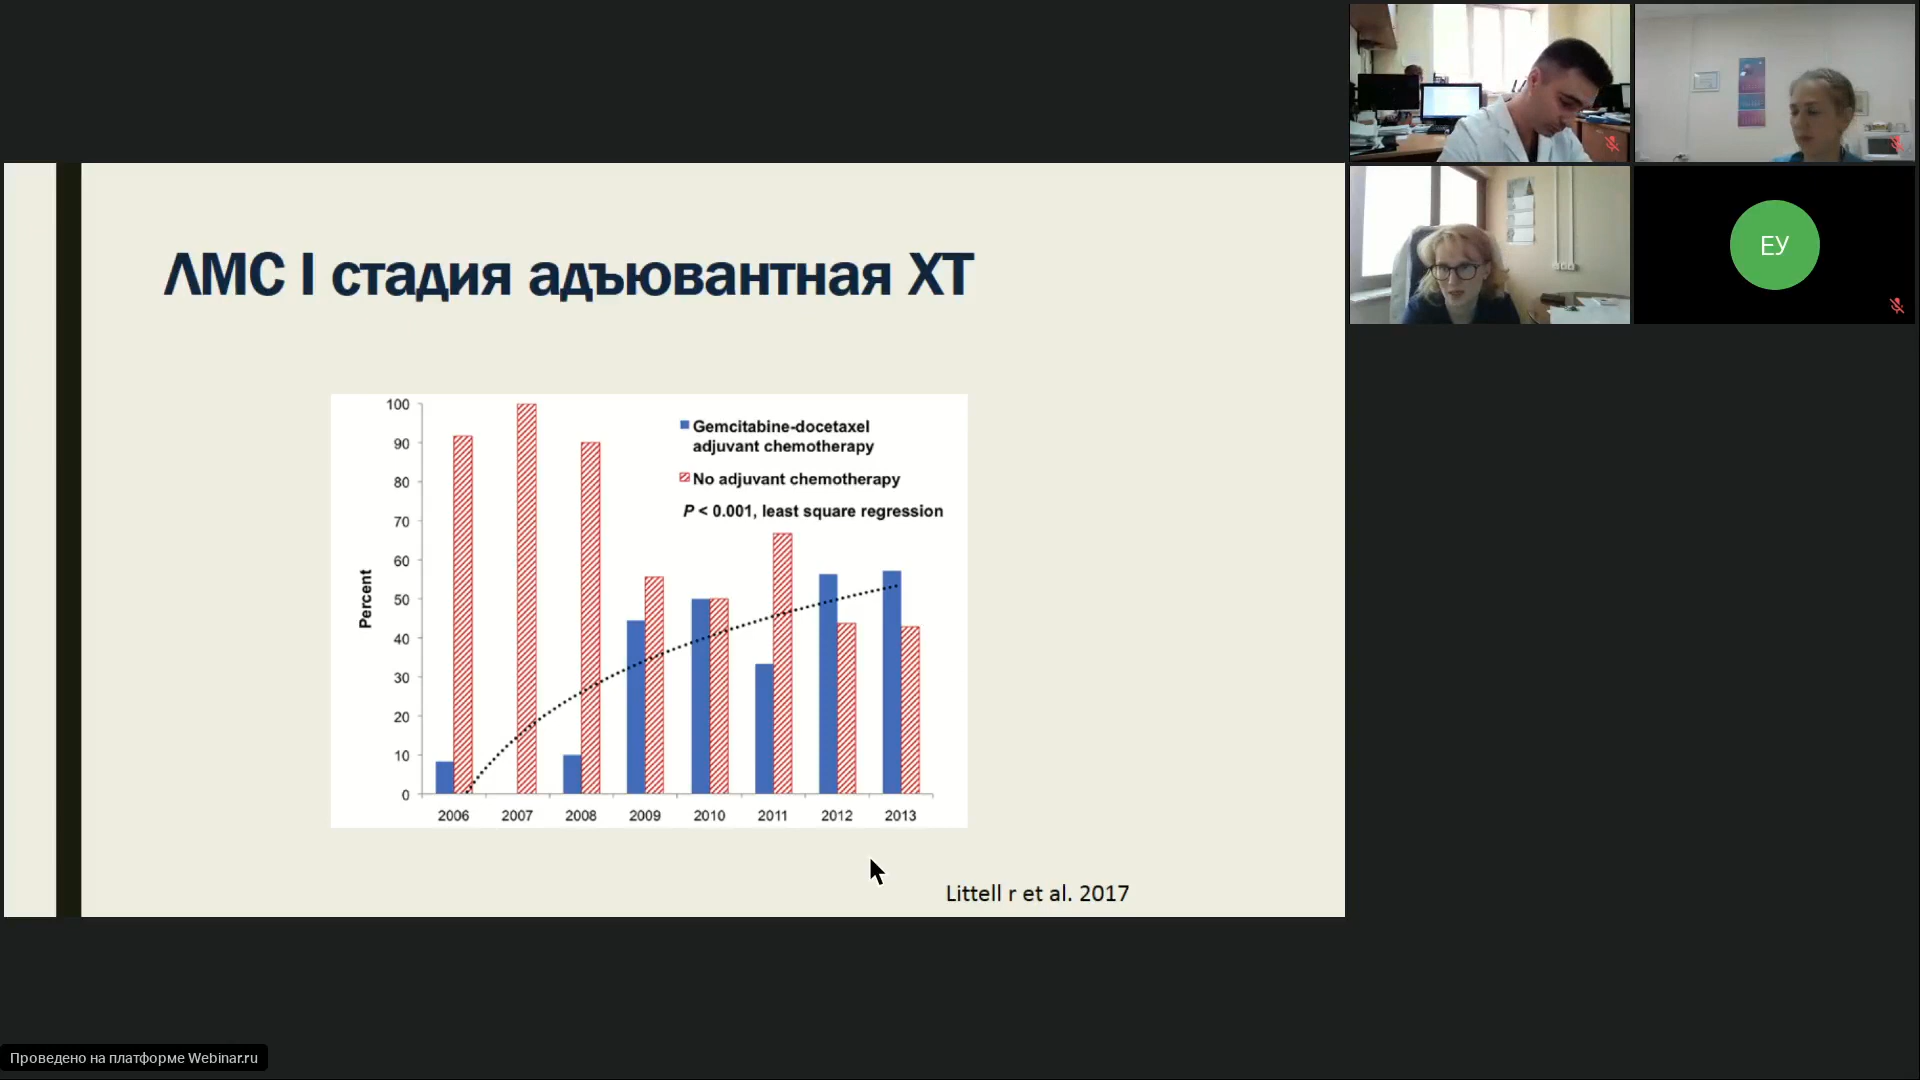 ЛМС I стадия адъювантная ХТ
100
90
80
70
60
50
40
30
20
10
0
Percent
Gemcitabine-docetaxel
adjuvant chemotherapy
No adjuvant chemotherapy
P < 0.001, least square regression
2006 2007 2008 2009 2010 2011 2012 2013
Littell r et al. 2017
ЕУ
Проведено на платформе Webinar.ru